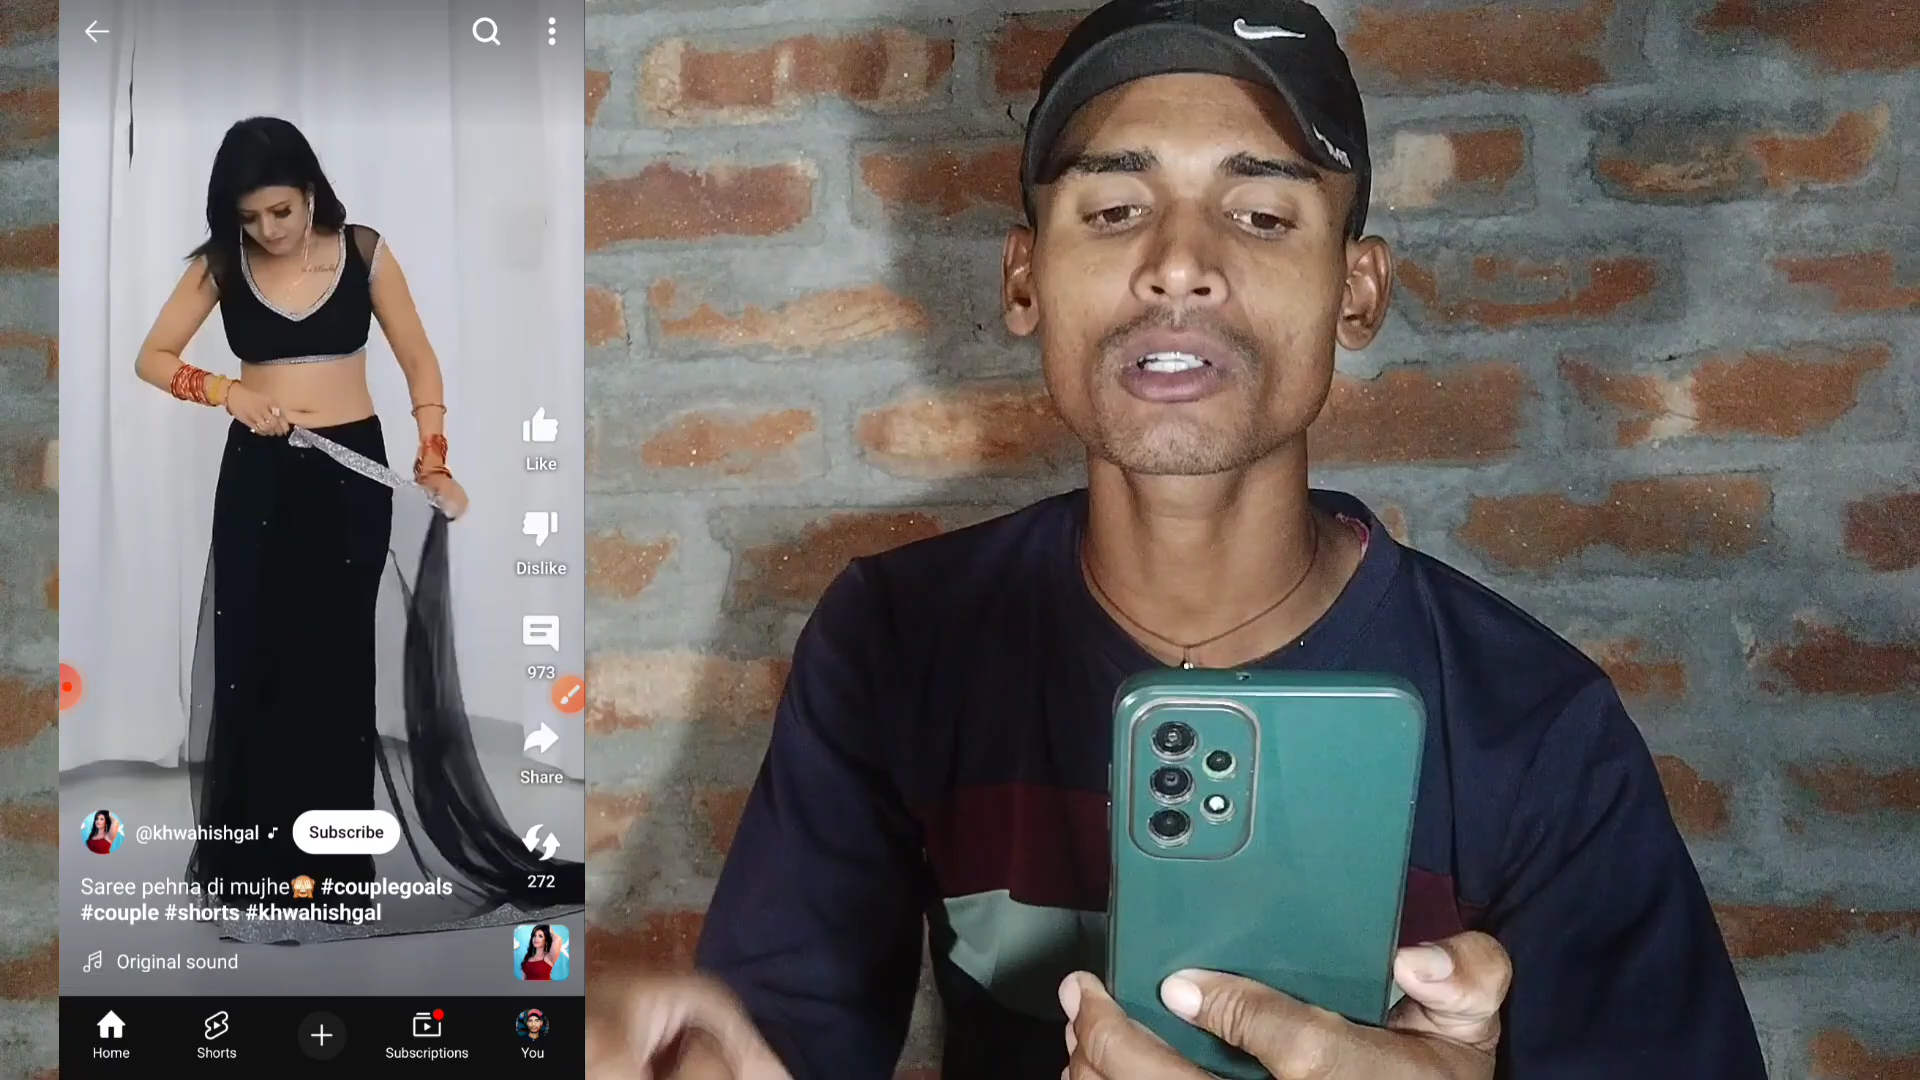 Like
Dislike
973
Share
@khwahishgal
Subscribe
272
Saree pehna di mujhe🙈 #couplegoals
#couple #shorts #khwahishgal
Original sound
Home
Shorts
Subscriptions
You